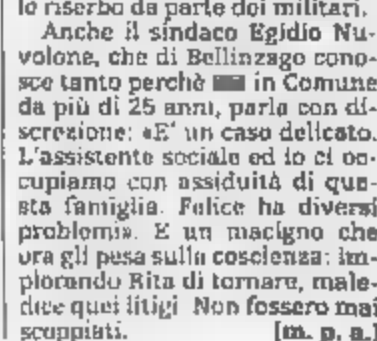 lo riserbo da parte dei militari.
Anche il sindaco Egidio Nu-
volone, che di Bellinzago cono-
sce tanto perchè in Comune
da più di 25 anni, parla con di-
screzione: «E' un caso delicato.
L'assistente sociale ed io ci oc-
cupiamo con assiduità di que-
sta famiglia. Felice ha diversi
problemi». E un macigno che
ora gli pesa sulla coscienza: im-
plorando Rita di tornare, male-
dice quei litigi Non fossero mai
scoppiati. [m. p. a.]